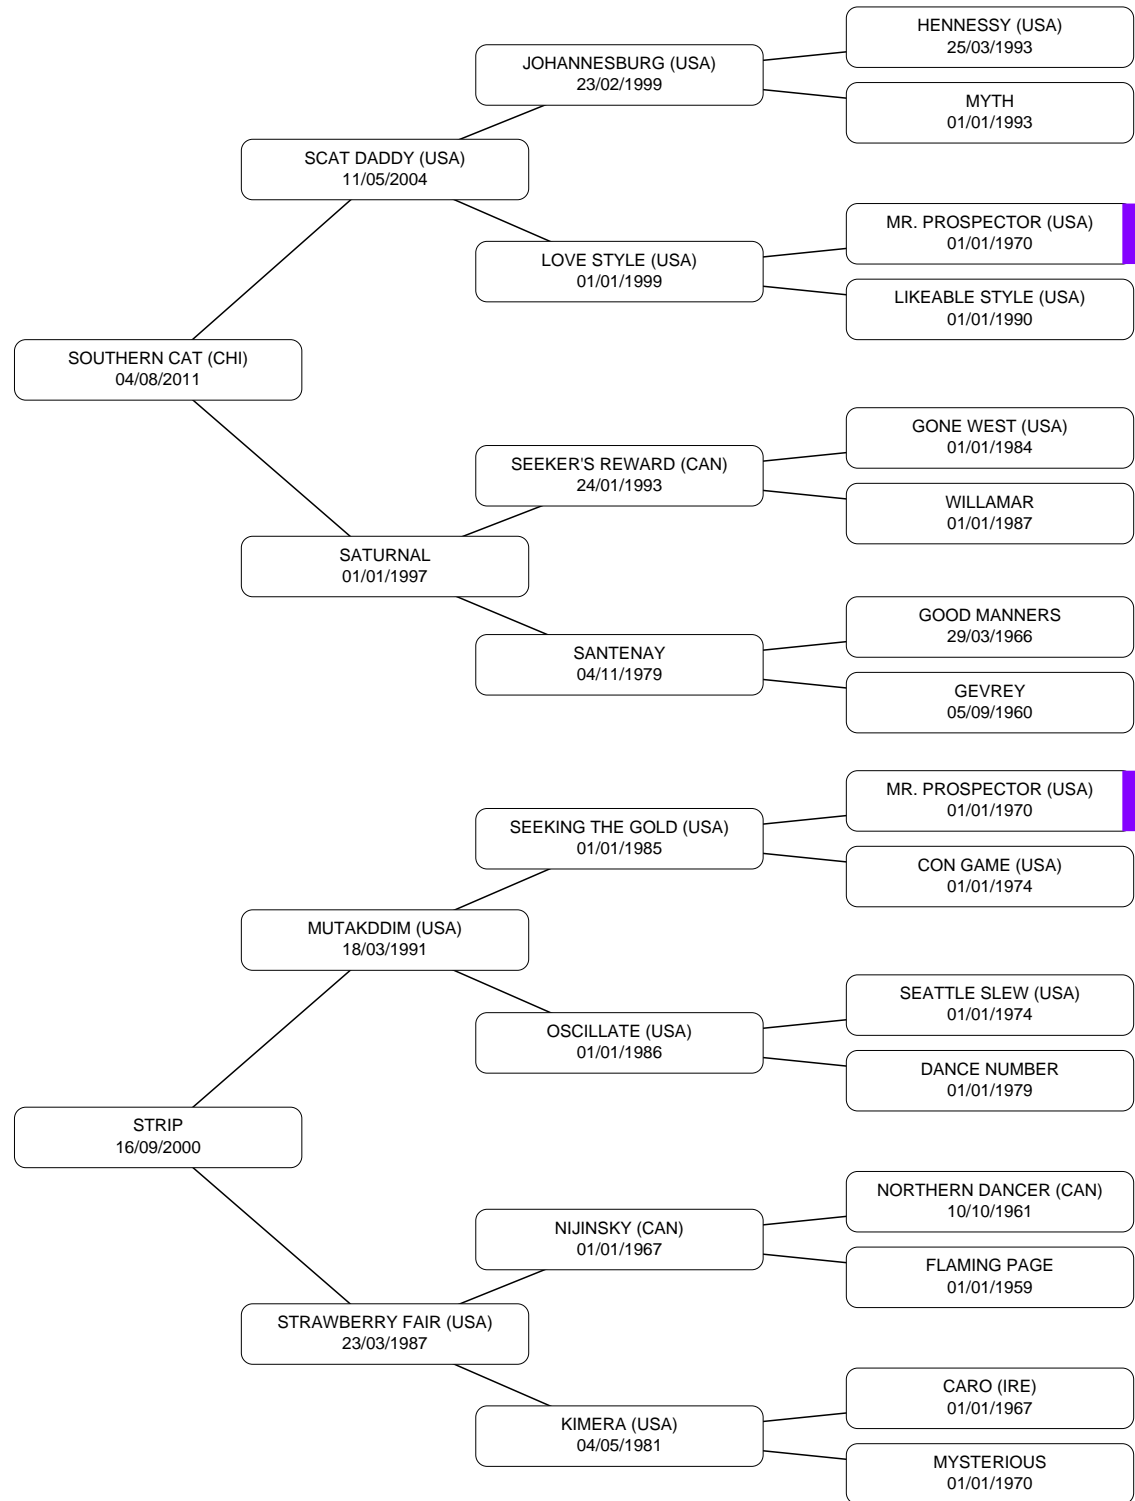 HENNESSY (USA)
25/03/1993
JOHANNESBURG (USA)
23/02/1999
MYTH
01/01/1993
SCAT DADDY (USA)
11/05/2004
MR. PROSPECTOR (USA)
01/01/1970
LOVE STYLE (USA)
01/01/1999
LIKEABLE STYLE (USA)
01/01/1990
SOUTHERN CAT (CHI)
04/08/2011
GONE WEST (USA)
01/01/1984
SEEKER'S REWARD (CAN)
24/01/1993
WILLAMAR
01/01/1987
SATURNAL
01/01/1997
GOOD MANNERS
29/03/1966
SANTENAY
04/11/1979
GEVREY
05/09/1960
MR. PROSPECTOR (USA)
01/01/1970
SEEKING THE GOLD (USA)
01/01/1985
CON GAME (USA)
01/01/1974
MUTAKDDIM (USA)
18/03/1991
SEATTLE SLEW (USA)
01/01/1974
OSCILLATE (USA)
01/01/1986
DANCE NUMBER
01/01/1979
STRIP
16/09/2000
NORTHERN DANCER (CAN)
10/10/1961
NIJINSKY (CAN)
01/01/1967
FLAMING PAGE
01/01/1959
STRAWBERRY FAIR (USA)
23/03/1987
CARO (IRE)
01/01/1967
KIMERA (USA)
04/05/1981
MYSTERIOUS
01/01/1970